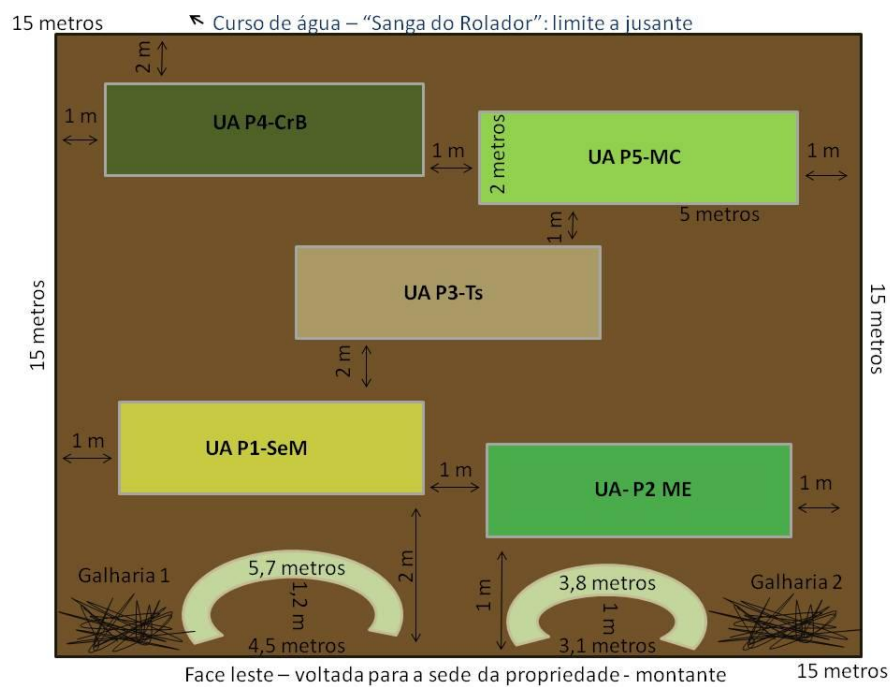 15 metros
Curso de água – “Sanga do Rolador”: limite a jusante
2 m
1 m
UA P4-CrB
1 m
2 metros
UA P5-MC
1 m
5 metros
1 m
UA P3-Ts
15 metros
15 metros
2 m
1 m
UA P1-SeM
1 m
UA- P2 ME
1 m
2 m
1 m
Galharia 1
5,7 metros
1,2 m
4,5 metros
3,8 metros
1 m
3,1 metros
Galharia 2
Face leste – voltada para a sede da propriedade - montante
15 metros